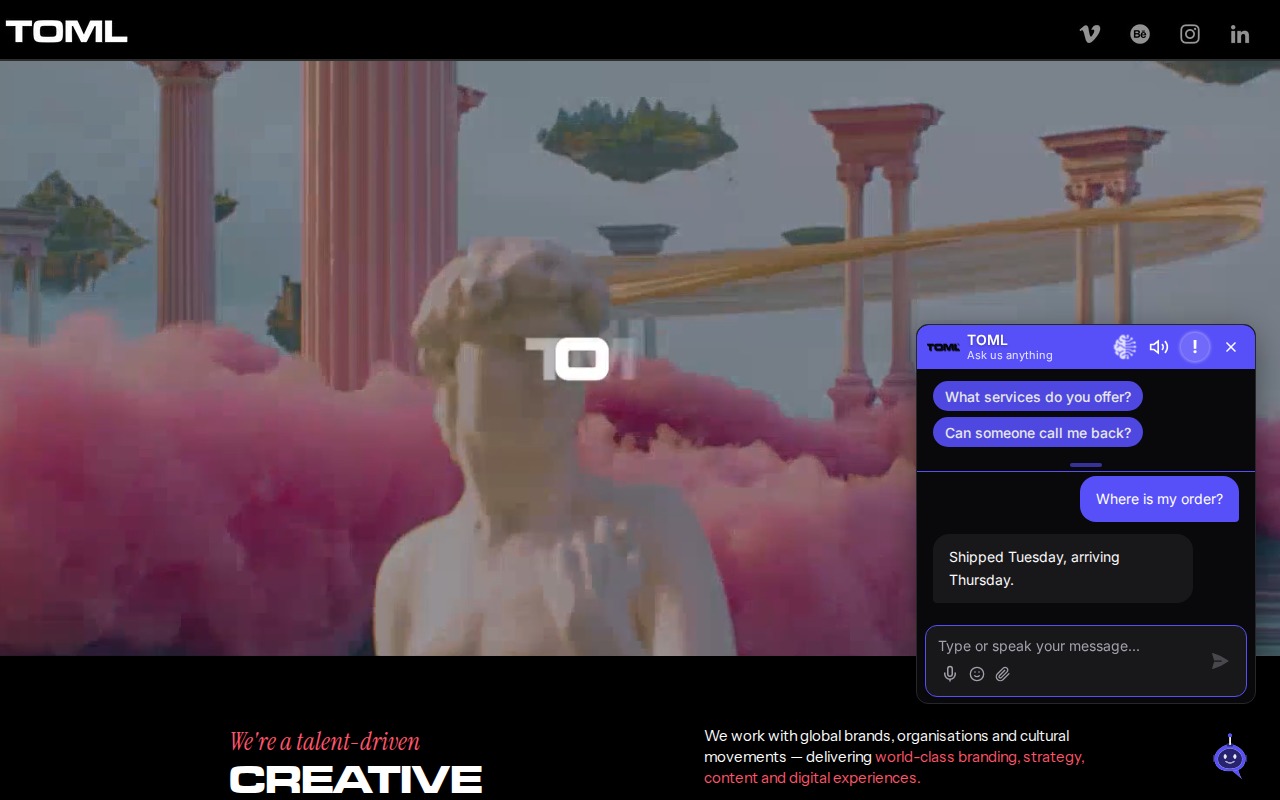 TOML
Bē
TOML
TOML
Ask us anything
!
What services do you offer?
Can someone call me back?
Where is my order?
Shipped Tuesday, arriving
Thursday.
Type or speak your message...
We're a talent-driven
CREATIVE
We work with global brands, organisations and cultural
movements — delivering world-class branding, strategy,
content and digital experiences.